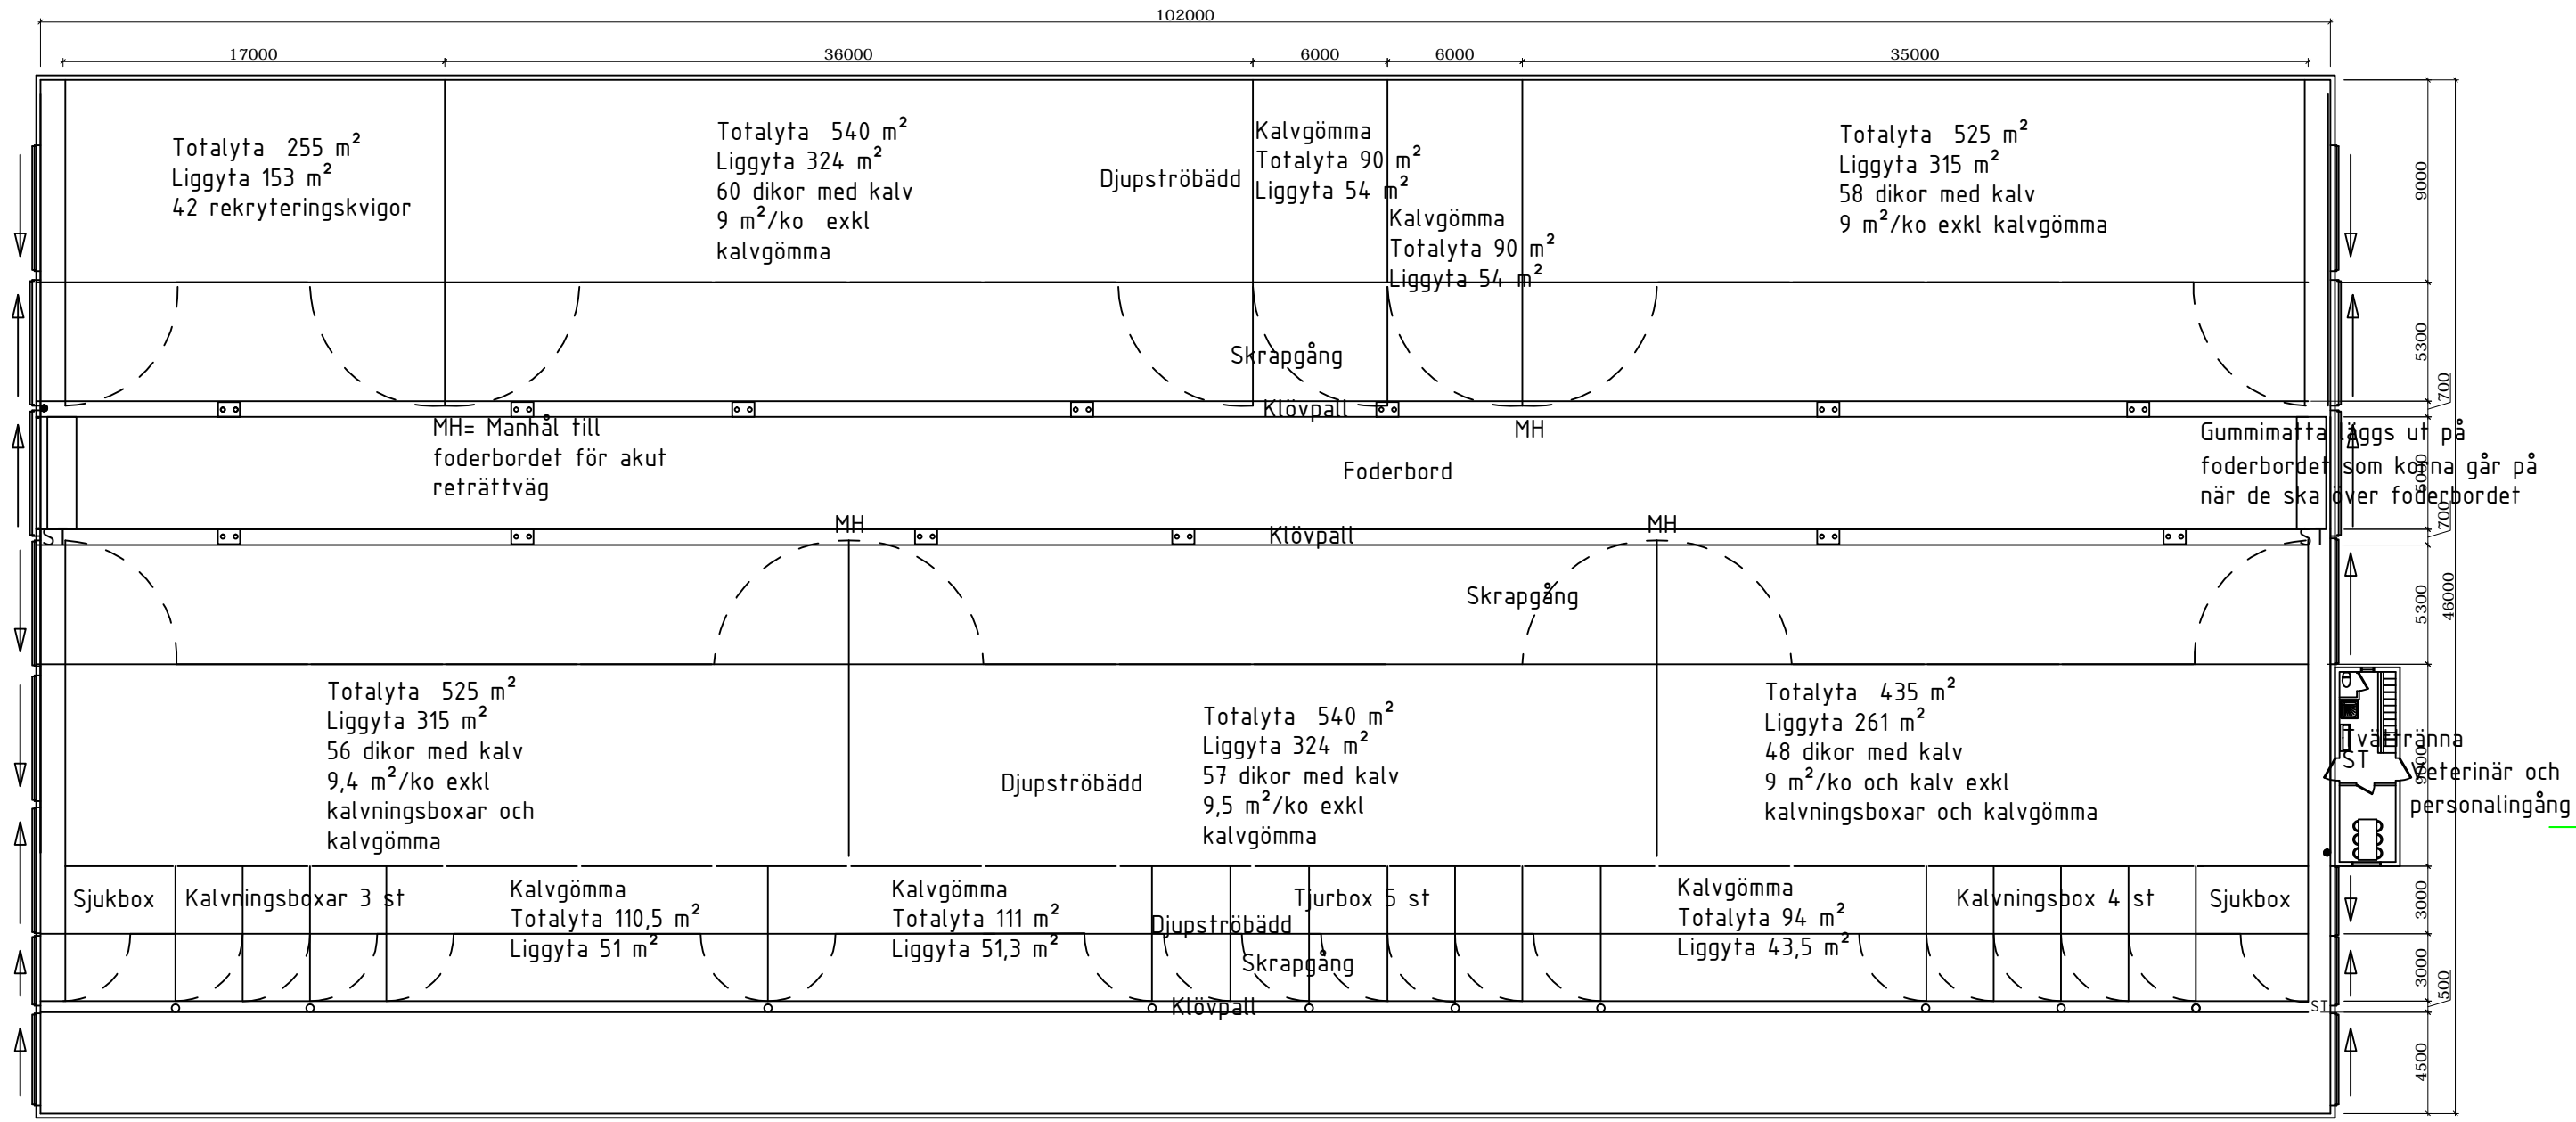 102000
17000
36000
6000
6000
35000
Totalyta 255 m²
Liggyta 153 m²
42 rekryteringskvigor
Totalyta 540 m²
Liggyta 324 m²
60 dikor med kalv
9 m²/ko exkl
kalvgömma
Djupströbädd
Kalvgömma
Totalyta 90 m²
Liggyta 54 m²
Kalvgömma
Totalyta 90 m²
Liggyta 54 m²
Totalyta 525 m²
Liggyta 315 m²
58 dikor med kalv
9 m²/ko exkl kalvgömma
9000
Skrapgång
5300
700
Klövpall
MH= Manhål till
foderbordet för akut
reträttväg
MH
Foderbord
Gummimatta läggs ut på
foderbordet som korna går på
när de ska över foderbordet
5000
700
ST
MH
Klövpall
MH
ST
Skrapgång
5300
46000
Totalyta 525 m²
Liggyta 315 m²
56 dikor med kalv
9,4 m²/ko exkl
kalvningsboxar och
kalvgömma
Djupströbädd
Totalyta 540 m²
Liggyta 324 m²
57 dikor med kalv
9,5 m²/ko exkl
kalvgömma
Totalyta 435 m²
Liggyta 261 m²
48 dikor med kalv
9 m²/ko och kalv exkl
kalvningsboxar och kalvgömma
Tvättränna
ST
9000
Veterinär och
personalingång
Sjukbox
Kalvningsboxar 3 st
Kalvgömma
Totalyta 110,5 m²
Liggyta 51 m²
Kalvgömma
Totalyta 111 m²
Liggyta 51,3 m²
Tjurbox 5 st
Djupströbädd
Skrapgång
Kalvgömma
Totalyta 94 m²
Liggyta 43,5 m²
Kalvningsbox 4 st
Sjukbox
3000
3000
500
Klövpall
ST
4500